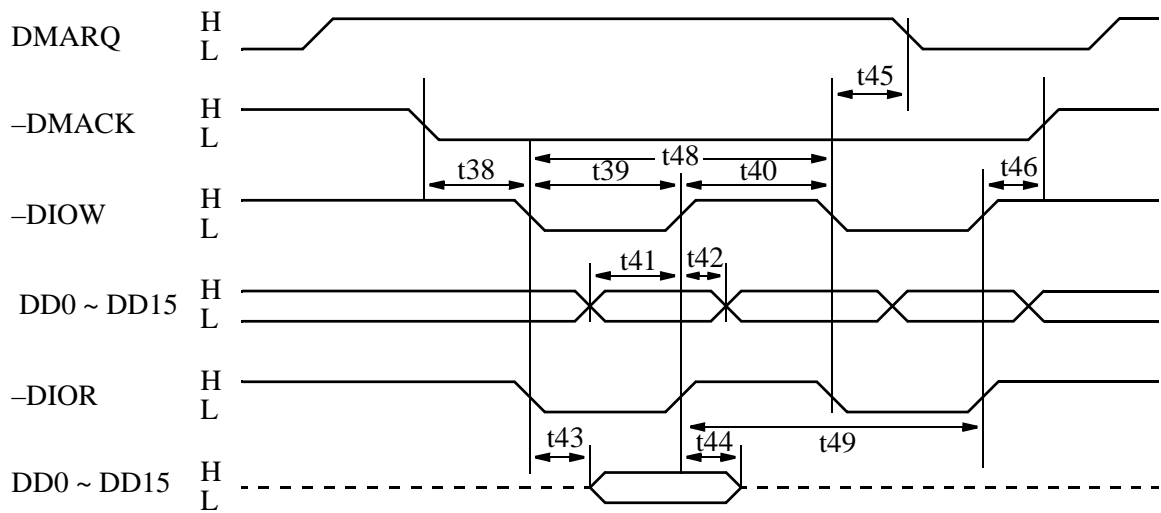 DMARQ H
L
t45
–DMACK H
L
t48
t38 t39 t40 t46
–DIOW H
L
t41 t42
DD0 ~ DD15 H
L
–DIOR H
L
t43 t44 t49
DD0 ~ DD15 H
L